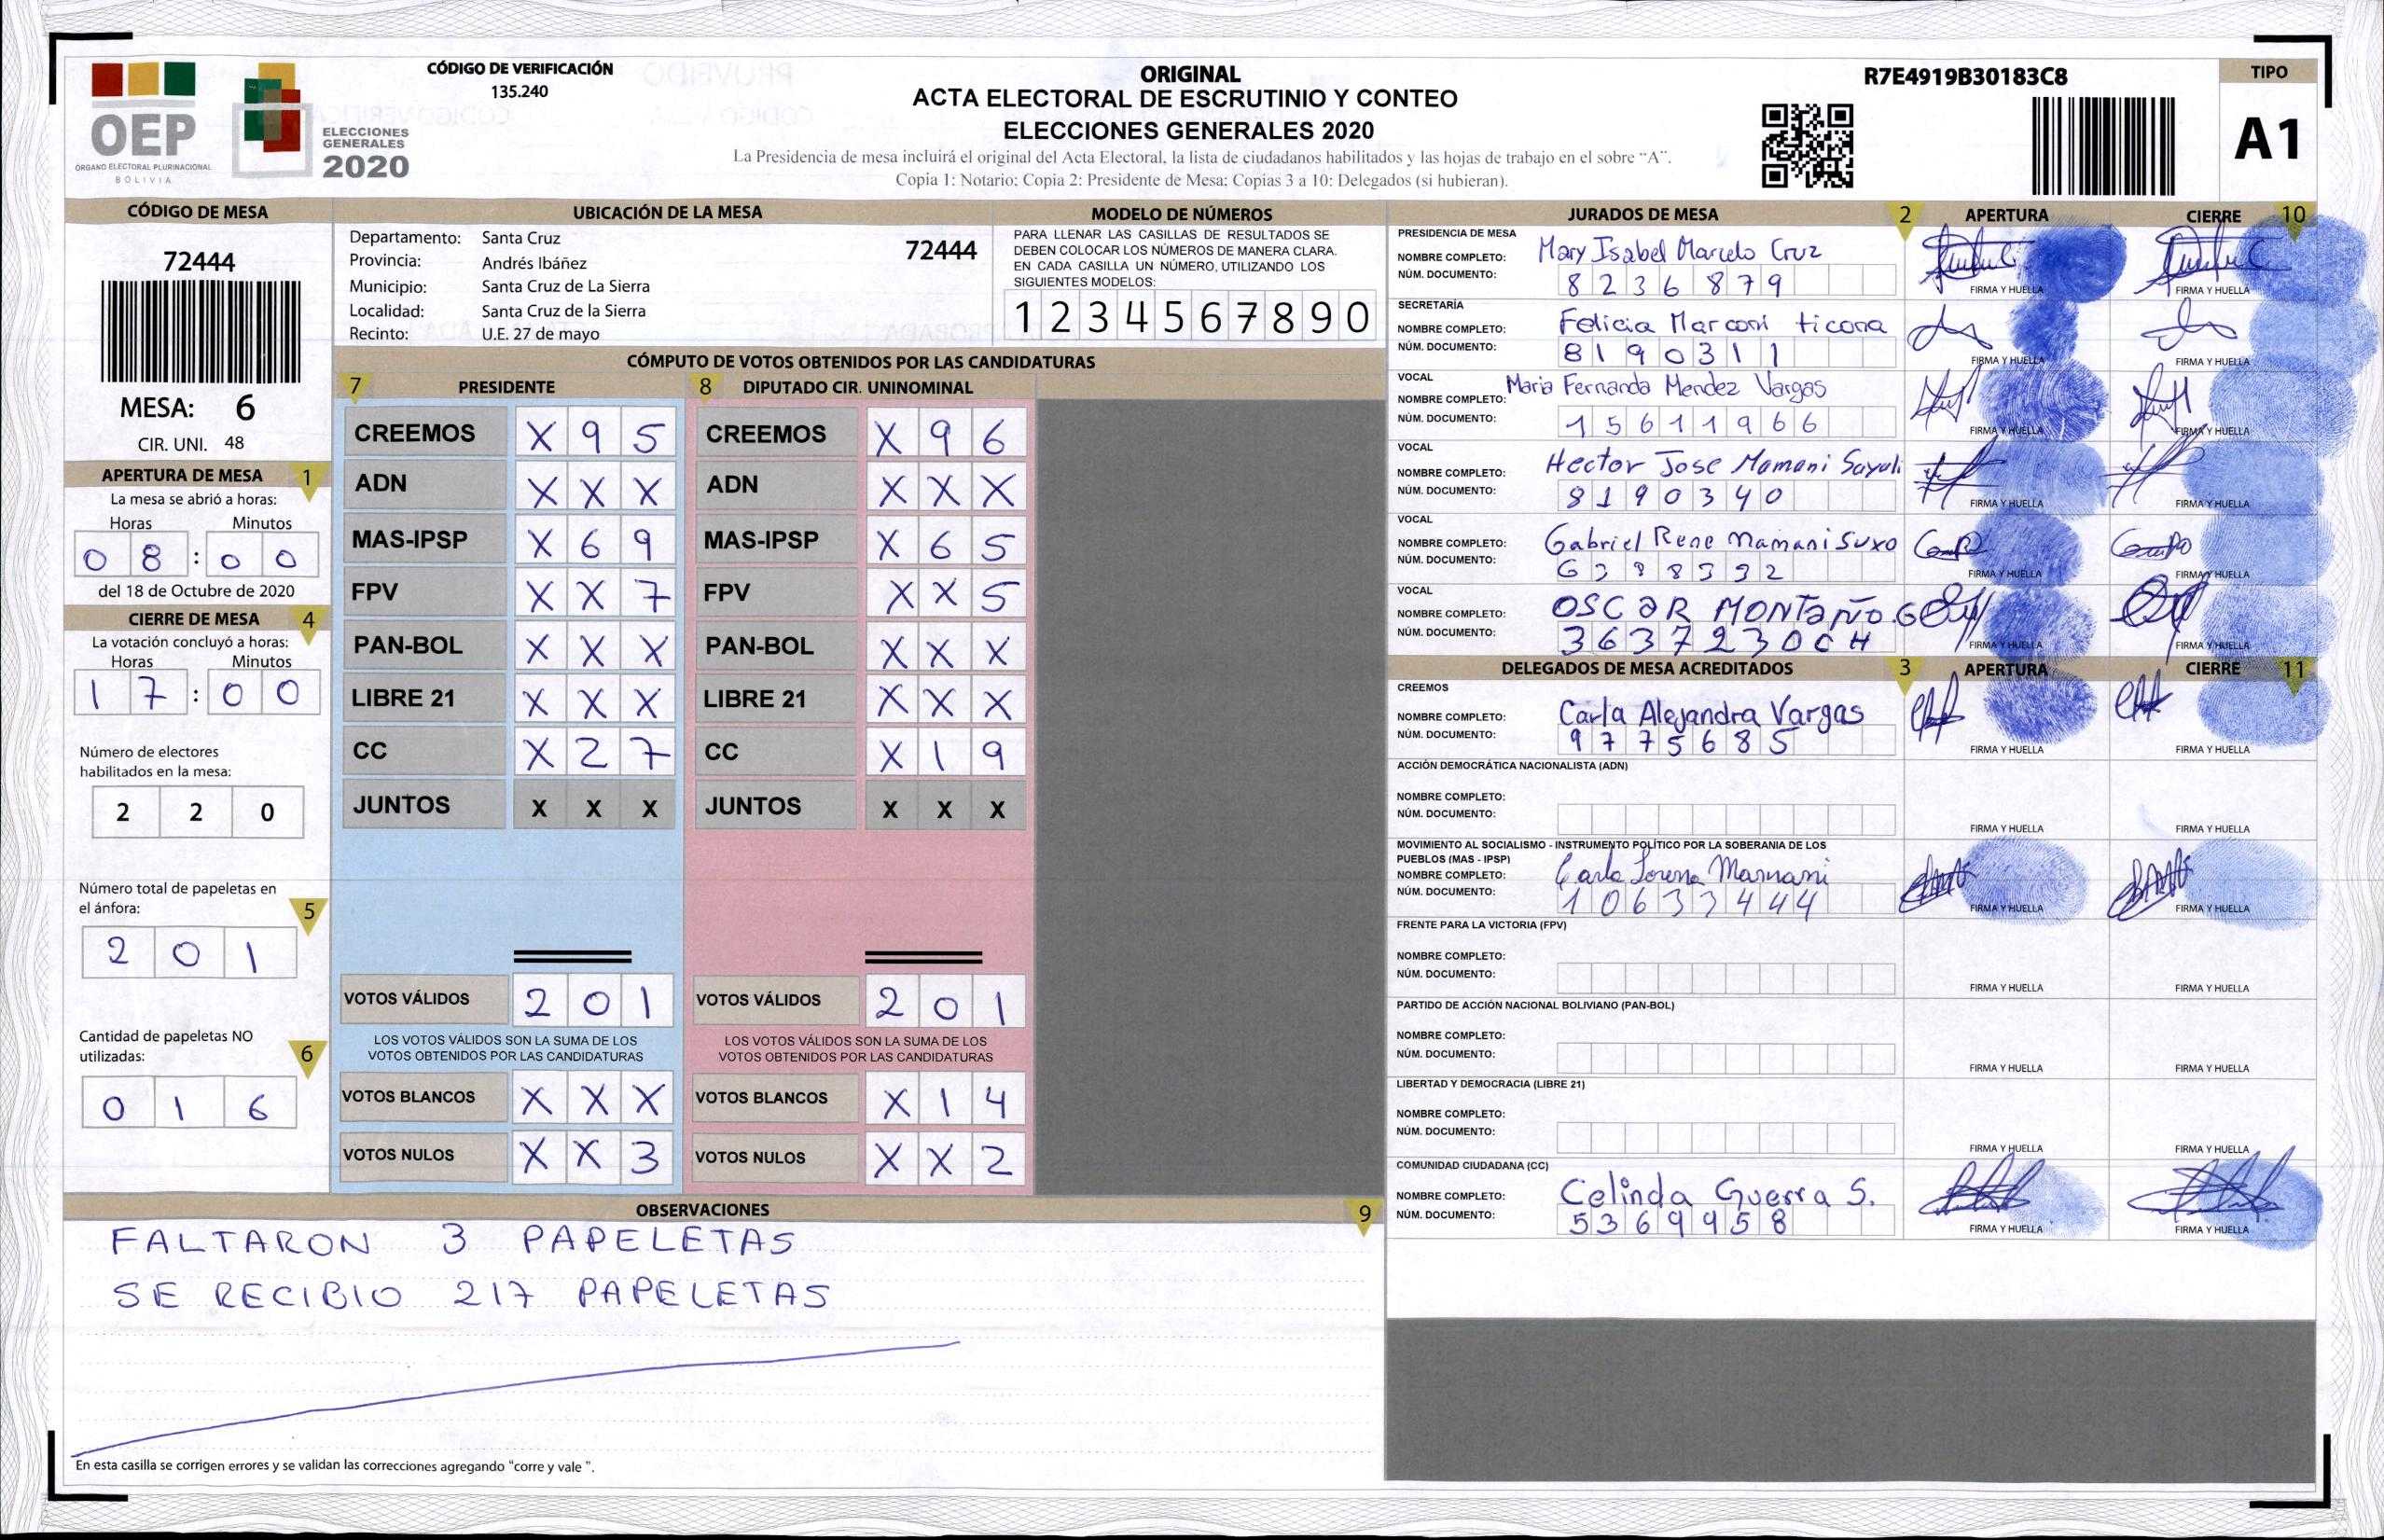 CÓDIGO DE VERIFICACIÓN
135.240
OEP
ORGANO ELECTORAL PLURINACIONAL
BOLIVIA
ELECCIONES
GENERALES
2020
ORIGINAL
ACTA ELECTORAL DE ESCRUTINIO Y CONTEO
ELECCIONES GENERALES 2020
La Presidencia de mesa incluirá el original del Acta Electoral, la lista de ciudadanos habilitados y las hojas de trabajo en el sobre "A".
Copia 1: Notario; Copia 2: Presidente de Mesa; Copias 3 a 10: Delegados (si hubieran).
R7E4919B30183C8
TIPO
A1
CÓDIGO DE MESA
72444
MESA: 6
CIR. UNI. 48
APERTURA DE MESA 1
La mesa se abrió a horas:
Horas Minutos
0 8 : 0 0
del 18 de Octubre de 2020
CIERRE DE MESA 4
La votación concluyó a horas:
Horas Minutos
1 7 : 0 0
Número de electores
habilitados en la mesa:
2 2 0
Número total de papeletas en
el ánfora:
5
2 0 1
Cantidad de papeletas NO
utilizadas:
6
0 1 6
UBICACIÓN DE LA MESA
Departamento: Santa Cruz
72444
Provincia: Andrés Ibáñez
Municipio: Santa Cruz de La Sierra
Localidad: Santa Cruz de la Sierra
Recinto: U.E. 27 de mayo
MODELO DE NÚMEROS
PARA LLENAR LAS CASILLAS DE RESULTADOS SE
DEBEN COLOCAR LOS NÚMEROS DE MANERA CLARA.
EN CADA CASILLA UN NÚMERO, UTILIZANDO LOS
SIGUIENTES MODELOS:
1 2 3 4 5 6 7 8 9 0
CÓMPUTO DE VOTOS OBTENIDOS POR LAS CANDIDATURAS
7 PRESIDENTE 8 DIPUTADO CIR. UNINOMINAL
CREEMOS X 9 5 CREEMOS X 9 6
ADN X X X ADN X X X
MAS-IPSP X 6 9 MAS-IPSP X 6 5
FPV X X 7 FPV X X 5
PAN-BOL X X X PAN-BOL X X X
LIBRE 21 X X X LIBRE 21 X X X
CC X 2 7 CC X 1 9
JUNTOS X X X JUNTOS X X X
VOTOS VÁLIDOS 2 0 1 VOTOS VÁLIDOS 2 0 1
LOS VOTOS VÁLIDOS SON LA SUMA DE LOS LOS VOTOS VÁLIDOS SON LA SUMA DE LOS
VOTOS OBTENIDOS POR LAS CANDIDATURAS VOTOS OBTENIDOS POR LAS CANDIDATURAS
VOTOS BLANCOS X X X VOTOS BLANCOS X 1 4
VOTOS NULOS X X 3 VOTOS NULOS X X 2
OBSERVACIONES 9
FALTARON 3 PAPELETAS
SE RECIBIO 217 PAPELETAS
En esta casilla se corrigen errores y se validan las correcciones agregando "corre y vale ".
JURADOS DE MESA 2 APERTURA CIERRE 10
PRESIDENCIA DE MESA
NOMBRE COMPLETO: Mary Isabel Marcelo Cruz
NÚM. DOCUMENTO: 8 2 3 6 8 7 9
FIRMA Y HUELLA FIRMA Y HUELLA
SECRETARÍA
NOMBRE COMPLETO: Felicia Marconi ticona
NÚM. DOCUMENTO: 8 1 9 0 3 1 1
FIRMA Y HUELLA FIRMA Y HUELLA
VOCAL
NOMBRE COMPLETO: Maria Fernanda Mendez Vargas
NÚM. DOCUMENTO: 1 5 6 1 1 9 6 6
FIRMA Y HUELLA FIRMA Y HUELLA
VOCAL
NOMBRE COMPLETO: Hector Jose Mamani
NÚM. DOCUMENTO: 8 1 9 0 3 4 0
FIRMA Y HUELLA FIRMA Y HUELLA
VOCAL
NOMBRE COMPLETO: Gabriel Rene Mamani Suxo
NÚM. DOCUMENTO:
FIRMA Y HUELLA FIRMA Y HUELLA
VOCAL
NOMBRE COMPLETO: OSCAR MONTAÑO.G
NÚM. DOCUMENTO: 3 6 3 7 2 3 0 C H
FIRMA Y HUELLA FIRMA Y HUELLA
DELEGADOS DE MESA ACREDITADOS 3 APERTURA CIERRE 11
CREEMOS
NOMBRE COMPLETO: Carla Alejandra Vargas
NÚM. DOCUMENTO: 9 7 7 5 6 8 5
FIRMA Y HUELLA FIRMA Y HUELLA
ACCIÓN DEMOCRÁTICA NACIONALISTA (ADN)
NOMBRE COMPLETO:
NÚM. DOCUMENTO:
FIRMA Y HUELLA FIRMA Y HUELLA
MOVIMIENTO AL SOCIALISMO - INSTRUMENTO POLÍTICO POR LA SOBERANIA DE LOS
PUEBLOS (MAS - IPSP)
NOMBRE COMPLETO: Carla Lorena Mamani
NÚM. DOCUMENTO: 1 0 6 3 3 4 4 4
FIRMA Y HUELLA FIRMA Y HUELLA
FRENTE PARA LA VICTORIA (FPV)
NOMBRE COMPLETO:
NÚM. DOCUMENTO:
FIRMA Y HUELLA FIRMA Y HUELLA
PARTIDO DE ACCIÓN NACIONAL BOLIVIANO (PAN-BOL)
NOMBRE COMPLETO:
NÚM. DOCUMENTO:
FIRMA Y HUELLA FIRMA Y HUELLA
LIBERTAD Y DEMOCRACIA (LIBRE 21)
NOMBRE COMPLETO:
NÚM. DOCUMENTO:
FIRMA Y HUELLA FIRMA Y HUELLA
COMUNIDAD CIUDADANA (CC)
NOMBRE COMPLETO: Celinda Guerra S.
NÚM. DOCUMENTO: 5 3 6 9 9 5 8
FIRMA Y HUELLA FIRMA Y HUELLA